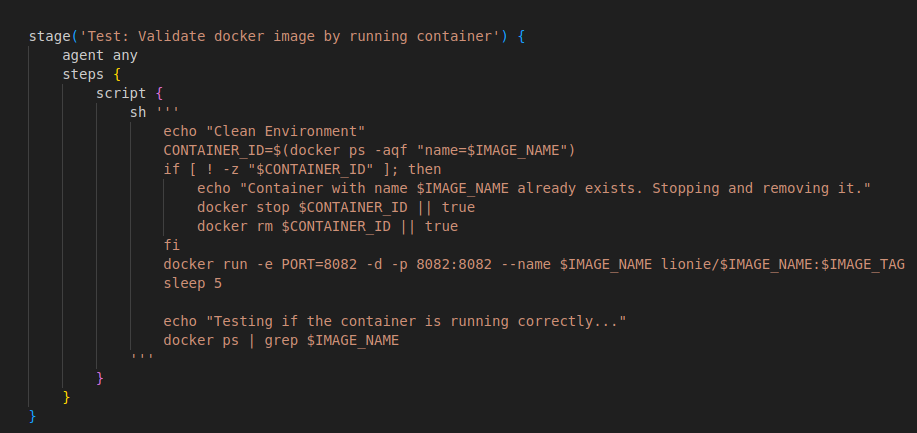 stage('Test: Validate docker image by running container') {
    agent any
    steps {
        script {
            sh '''
                echo "Clean Environment"
                CONTAINER_ID=$(docker ps -aqf "name=$IMAGE_NAME")
                if [ ! -z "$CONTAINER_ID" ]; then
                    echo "Container with name $IMAGE_NAME already exists. Stopping and removing it."
                    docker stop $CONTAINER_ID || true
                    docker rm $CONTAINER_ID || true
                fi
                docker run -e PORT=8082 -d -p 8082:8082 --name $IMAGE_NAME lionie/$IMAGE_NAME:$IMAGE_TAG
                sleep 5

                echo "Testing if the container is running correctly..."
                docker ps | grep $IMAGE_NAME
            '''
        }
    }
}